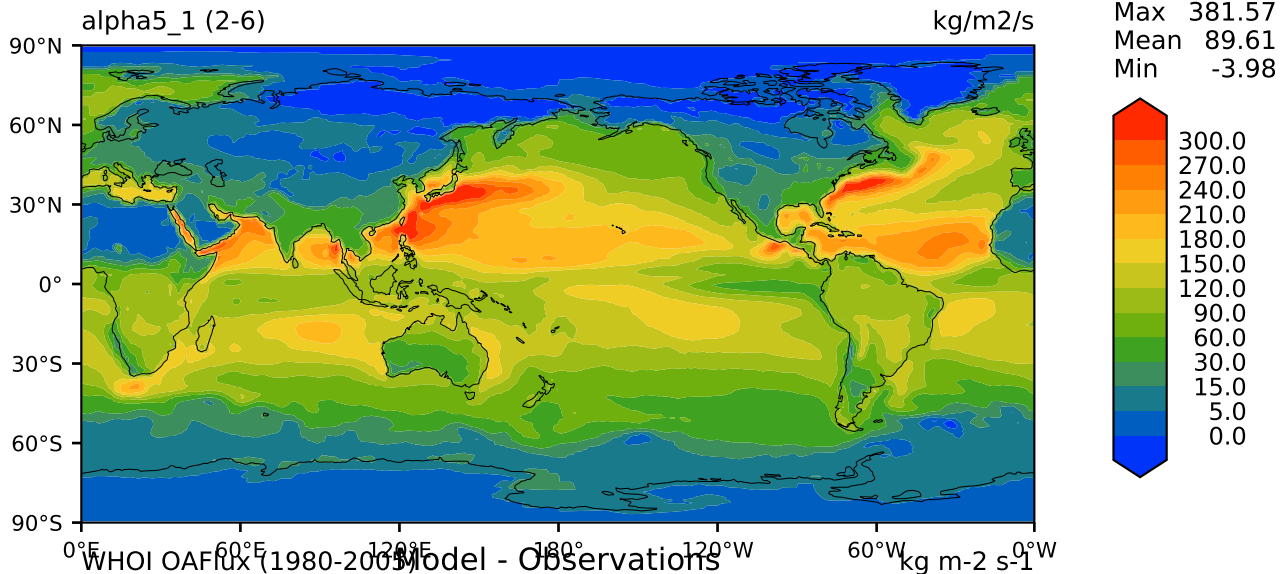 alpha5_1 (2-6)
kg/m2/s
Max 381.57
Mean 89.61
Min -3.98
90°N
60°N
30°N
0°
30°S
60°S
90°S
300.0
270.0
240.0
210.0
180.0
150.0
120.0
90.0
60.0
30.0
15.0
5.0
0.0
0°E 60°E 120°E 180° 120°W 60°W 0°W
WHOI OAFlux (1980-2005) Model - Observations kg m-2 s-1